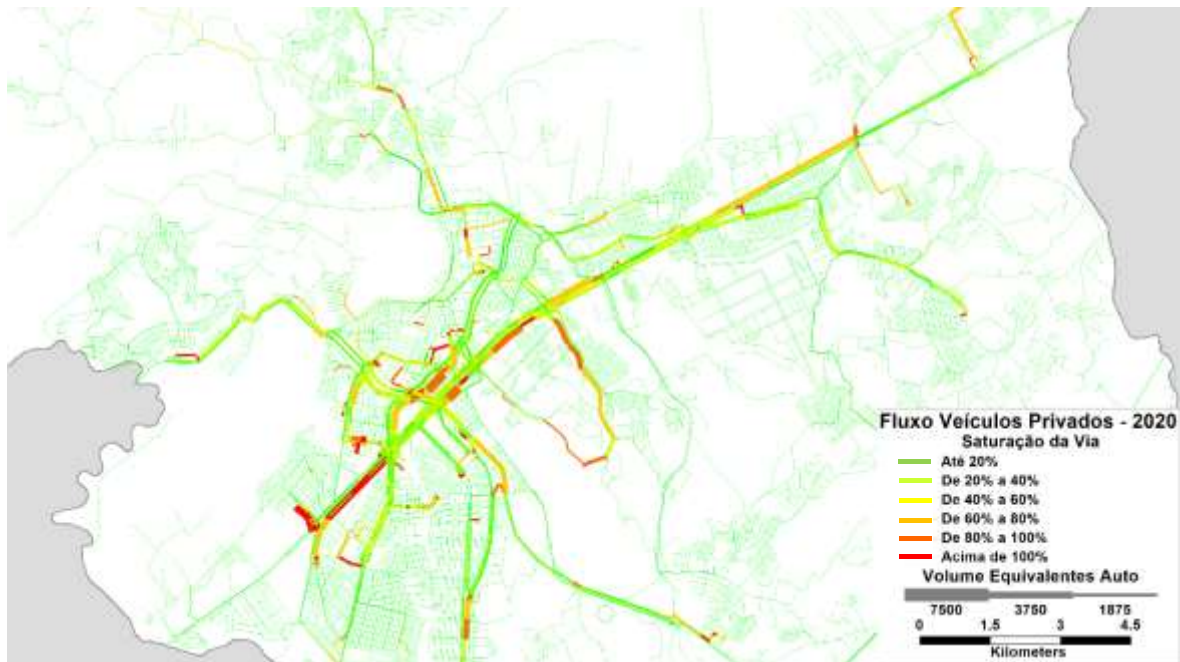 Fluxo Veículos Privados - 2020
Saturação da Via
Até 20%
De 20% a 40%
De 40% a 60%
De 60% a 80%
De 80% a 100%
Acima de 100%
Volume Equivalentes Auto
7500 3750 1875
0 1.5 3 4.5
Kilometers